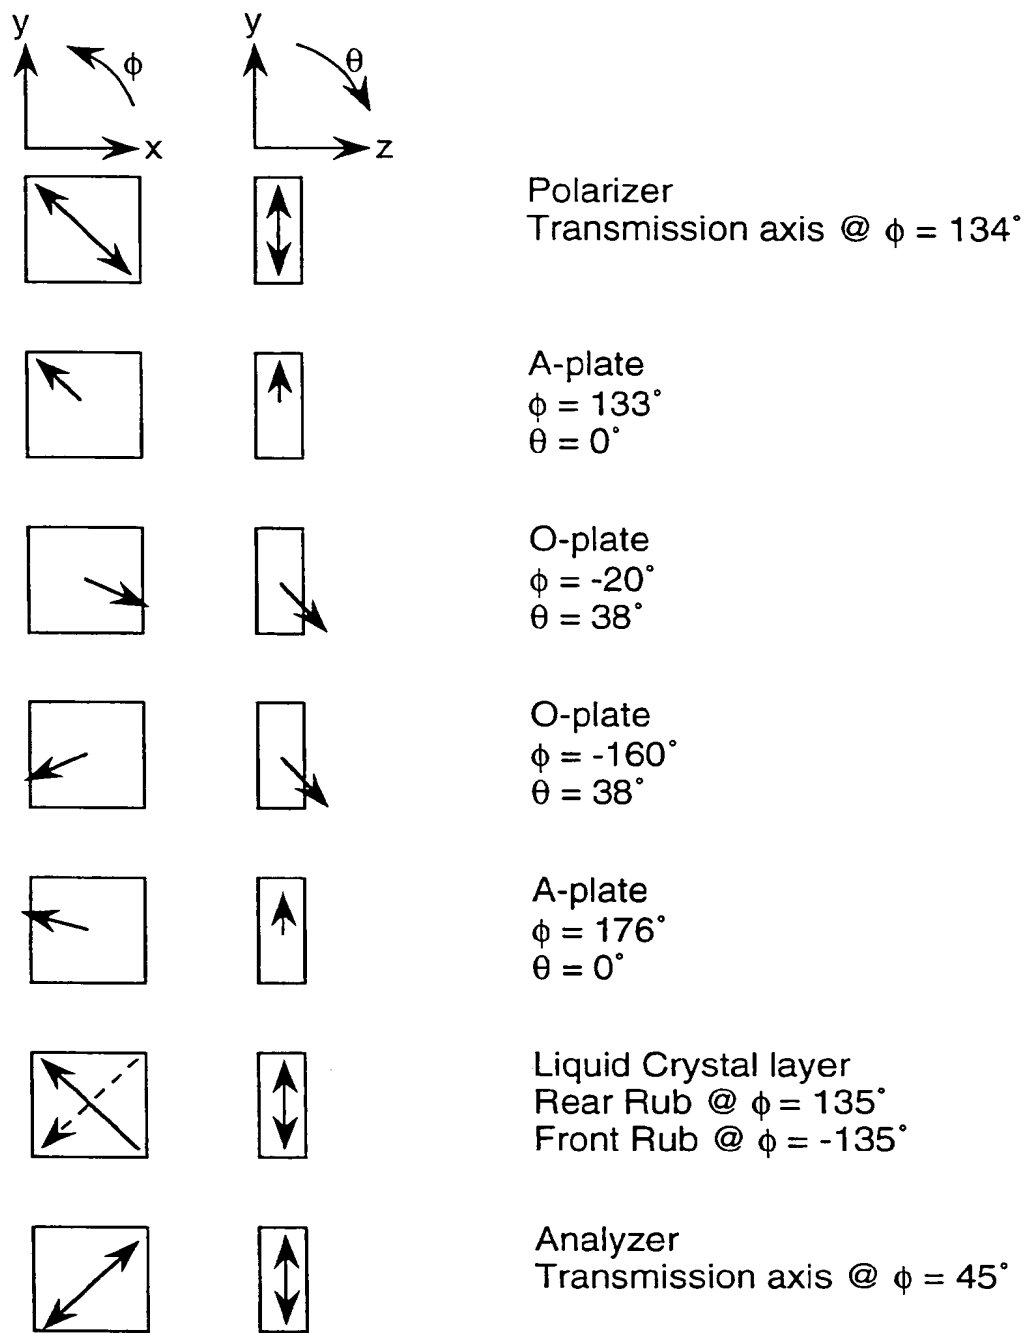 y
y
ϕ
θ
x
z
Polarizer
Transmission axis @ ϕ = 134°
A-plate
ϕ = 133°
θ = 0°
O-plate
ϕ = -20°
θ = 38°
O-plate
ϕ = -160°
θ = 38°
A-plate
ϕ = 176°
θ = 0°
Liquid Crystal layer
Rear Rub @ ϕ = 135°
Front Rub @ ϕ = -135°
Analyzer
Transmission axis @ ϕ = 45°